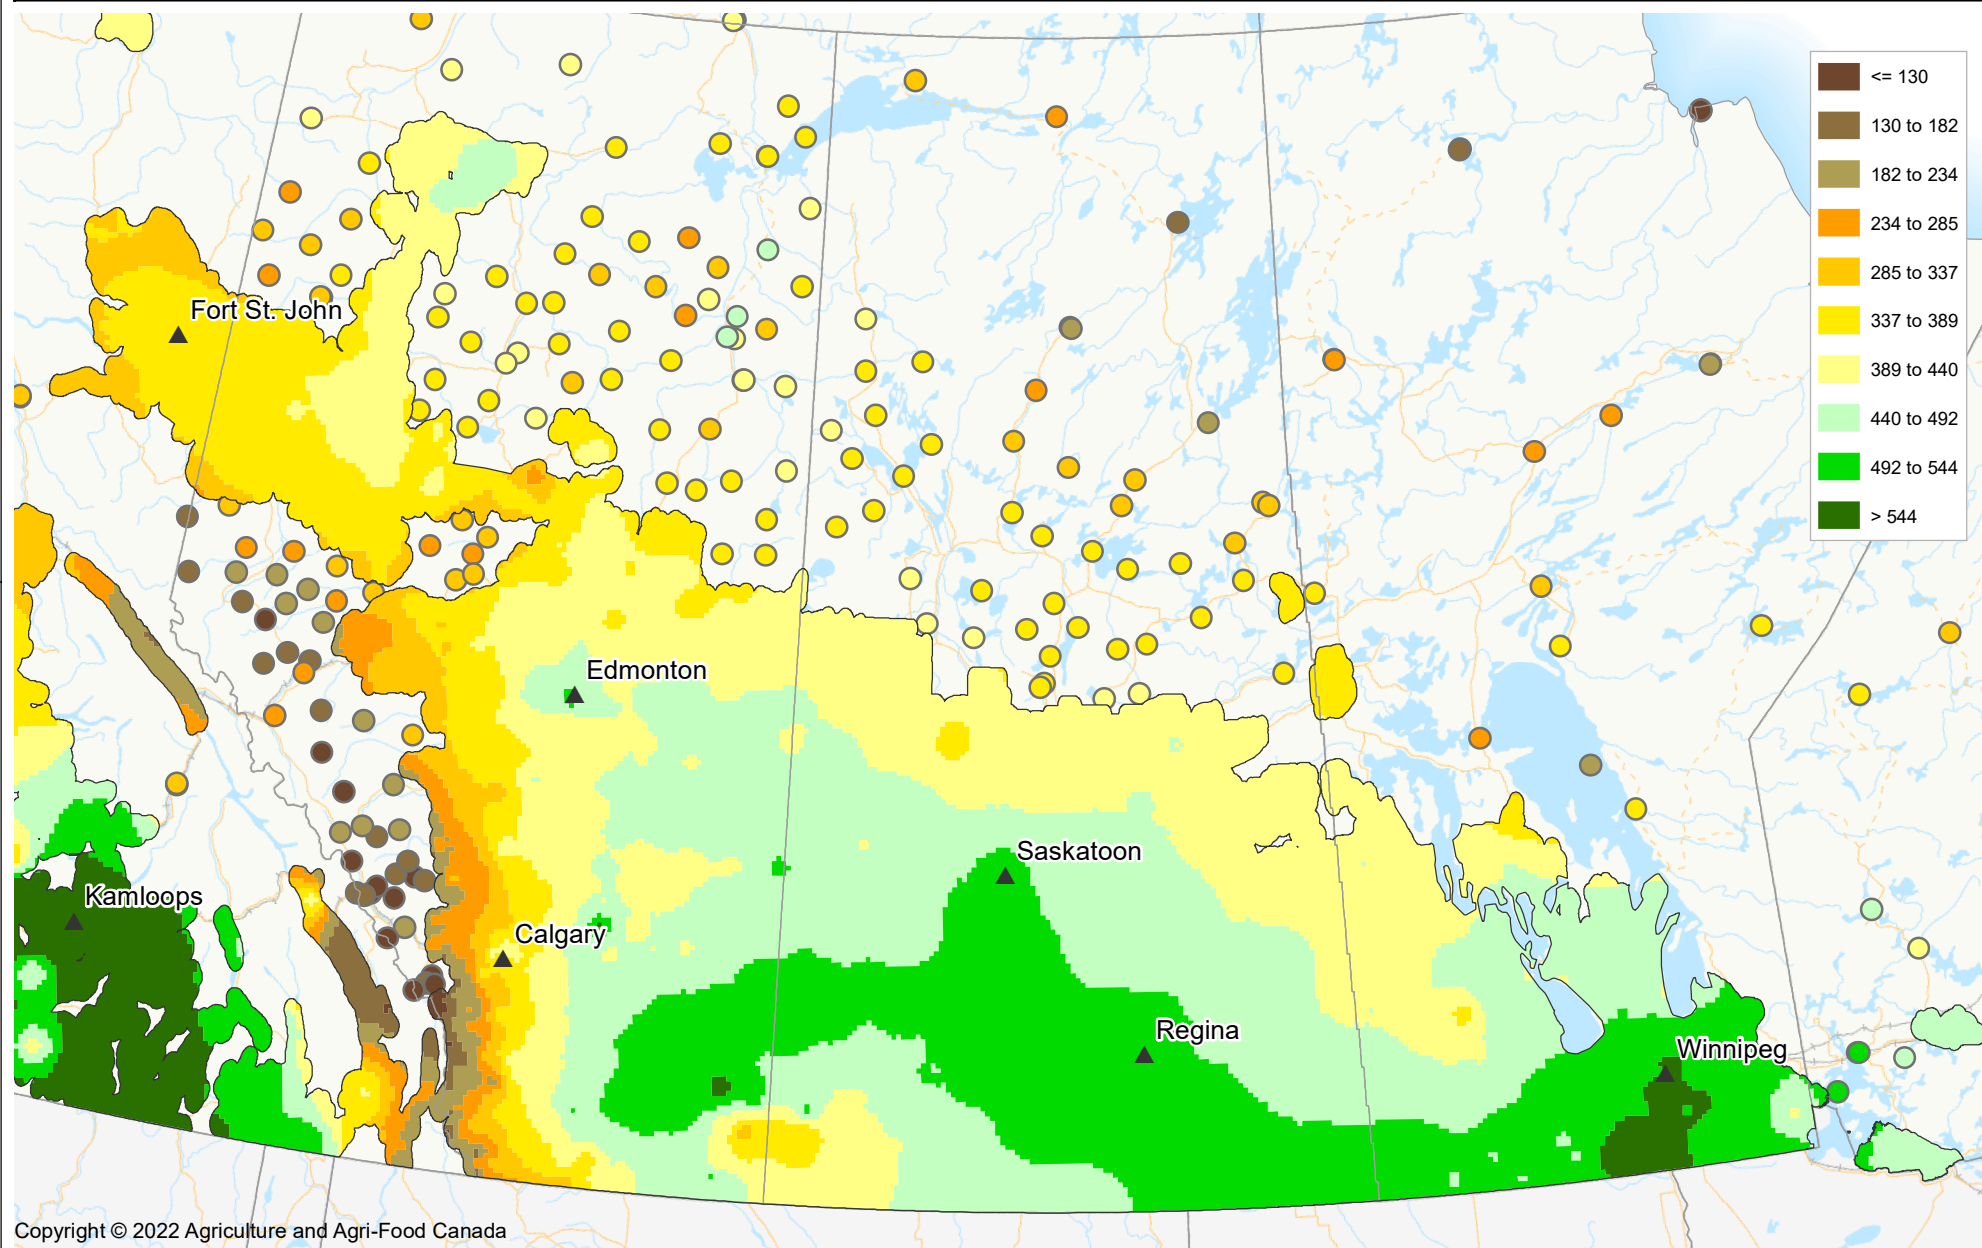 <= 130
130 to 182
182 to 234
234 to 285
285 to 337
337 to 389
389 to 440
440 to 492
492 to 544
> 544
Fort St. John
Edmonton
Saskatoon
Kamloops
Calgary
Regina
Winnipeg
Copyright © 2022 Agriculture and Agri-Food Canada